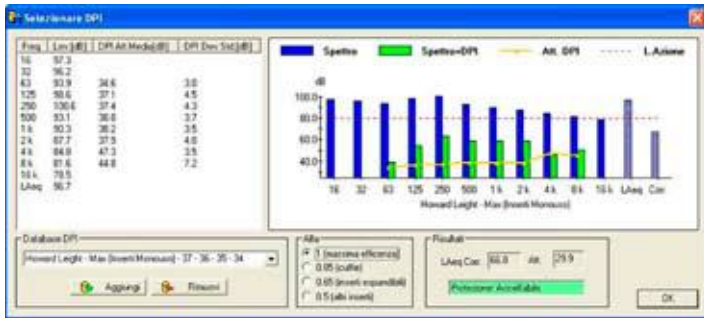 Selezionare DPI
Freq Lav [dB] DPI Att Media[dB] DPI Dev Std [dB]
16 97.3
32 96.2
63 93.9 34.6 3.0
125 98.6 37.1 4.5
250 100.6 37.4 4.3
500 93.1 38.8 3.7
1 k 90.3 38.2 3.5
2 k 87.7 37.9 4.8
4 k 84.8 47.3 3.5
8 k 81.6 44.8 7.2
16 k 78.5
LAeq 96.7
Spettro Spettro+DPI Att. DPI L.Azione
dB
100.0
80.0
60.0
40.0
16 32 63 125 250 500 1 k 2 k 4 k 8 k 16 k LAeq Corr
Howard Leight - Max (Inserti Monouso)
Database DPI
Howard Leight - Max (Inserti Monouso) - 37 - 36 - 35 - 34
Aggiungi Rimuovi
Alfa
1 (massima efficenza)
0.85 (cuffie)
0.65 (inserti espandibili)
0.5 (altri inserti)
Risultati
LAeq Corr. 66.8 Att. 29.9
Protezione: Accettabile
OK